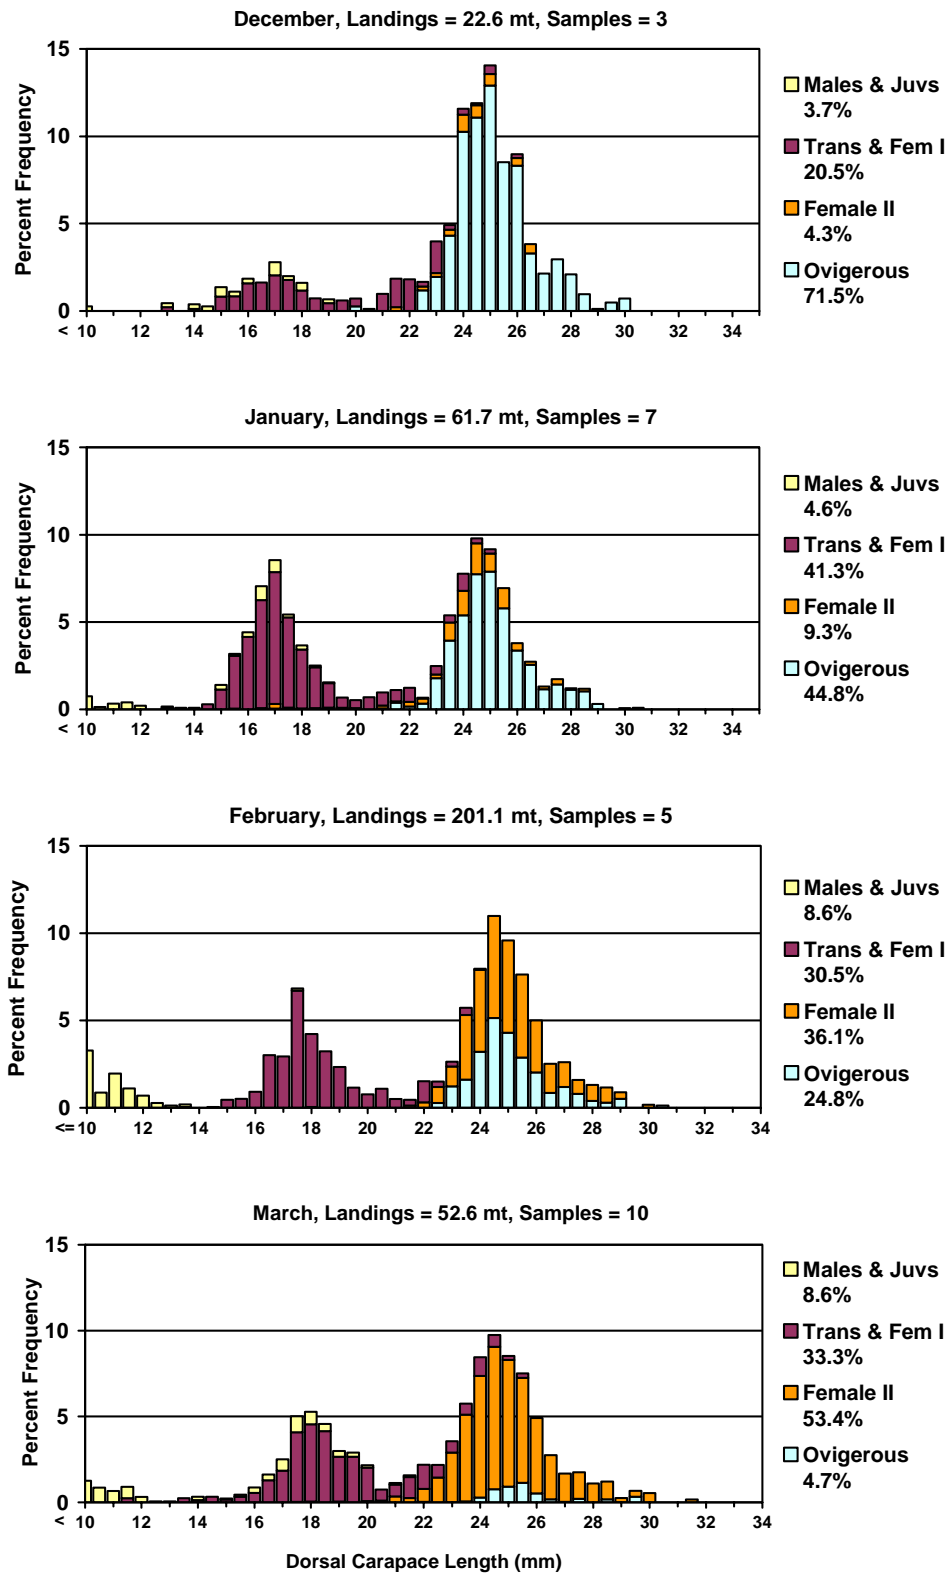 December, Landings = 22.6 mt, Samples = 3
15
10
5
0
Percent Frequency
< 10 12 14 16 18 20 22 24 26 28 30 32 34
Males & Juvs
3.7%
Trans & Fem I
20.5%
Female II
4.3%
Ovigerous
71.5%
January, Landings = 61.7 mt, Samples = 7
15
10
5
0
Percent Frequency
< 10 12 14 16 18 20 22 24 26 28 30 32 34
Males & Juvs
4.6%
Trans & Fem I
41.3%
Female II
9.3%
Ovigerous
44.8%
February, Landings = 201.1 mt, Samples = 5
15
10
5
0
Percent Frequency
<= 10 12 14 16 18 20 22 24 26 28 30 32 34
Males & Juvs
8.6%
Trans & Fem I
30.5%
Female II
36.1%
Ovigerous
24.8%
March, Landings = 52.6 mt, Samples = 10
15
10
5
0
Percent Frequency
< 10 12 14 16 18 20 22 24 26 28 30 32 34
Dorsal Carapace Length (mm)
Males & Juvs
8.6%
Trans & Fem I
33.3%
Female II
53.4%
Ovigerous
4.7%